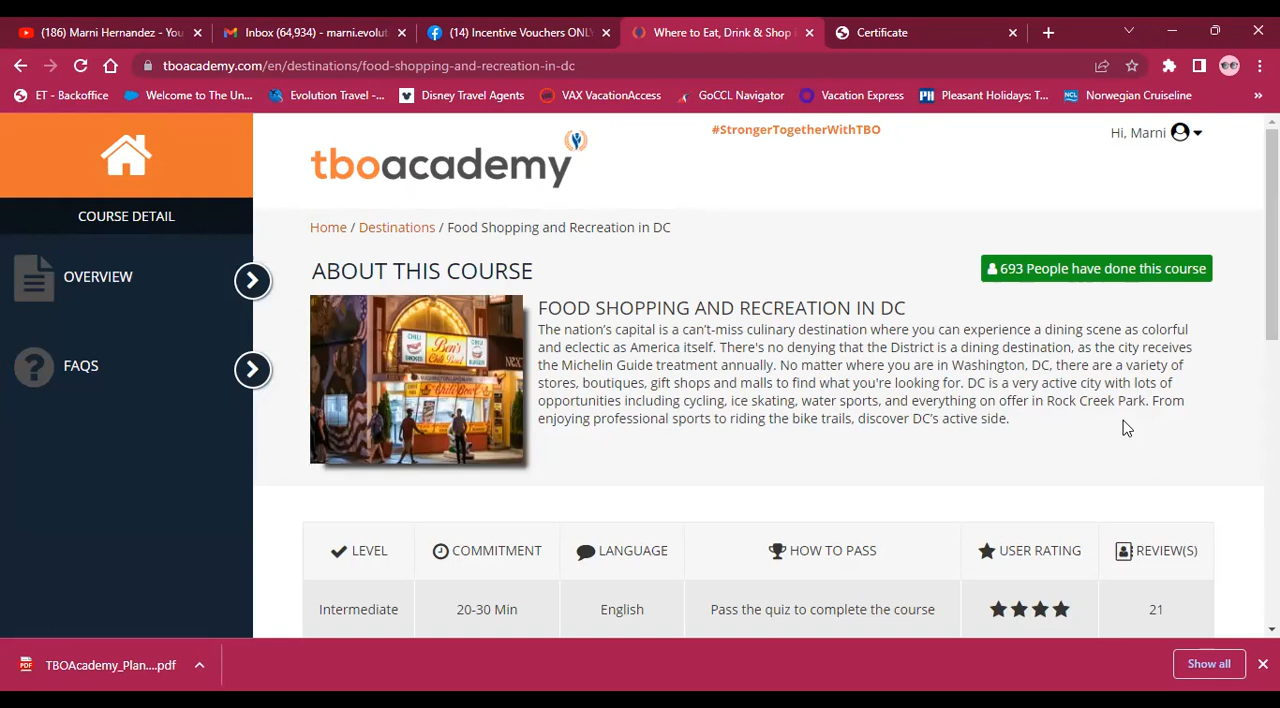 (186) Marni Hernandez - You
Inbox (64,934) - marni.evolut
(14) Incentive Vouchers ONL
Where to Eat, Drink & Shop
Certificate
tboacademy.com/en/destinations/food-shopping-and-recreation-in-dc
ET - Backoffice
Welcome to The Un...
Evolution Travel -...
Disney Travel Agents
VAX VacationAccess
GoCCL Navigator
Vacation Express
PH Pleasant Holidays: T...
NCL Norwegian Cruiseline
»
#StrongerTogetherWithTBO
Hi, Marni
tboacademy
COURSE DETAIL
OVERVIEW
FAQS
Home / Destinations / Food Shopping and Recreation in DC
ABOUT THIS COURSE
693 People have done this course
BEN'S CHILI BOWL
FOOD SHOPPING AND RECREATION IN DC
The nation's capital is a can't-miss culinary destination where you can experience a dining scene as colorful
and eclectic as America itself. There's no denying that the District is a dining destination, as the city receives
the Michelin Guide treatment annually. No matter where you are in Washington, DC, there are a variety of
stores, boutiques, gift shops and malls to find what you're looking for. DC is a very active city with lots of
opportunities including cycling, ice skating, water sports, and everything on offer in Rock Creek Park. From
enjoying professional sports to riding the bike trails, discover DC's active side.
LEVEL
COMMITMENT
LANGUAGE
HOW TO PASS
USER RATING
REVIEW(S)
Intermediate
20-30 Min
English
Pass the quiz to complete the course
21
TBOAcademy_Plan....pdf
Show all